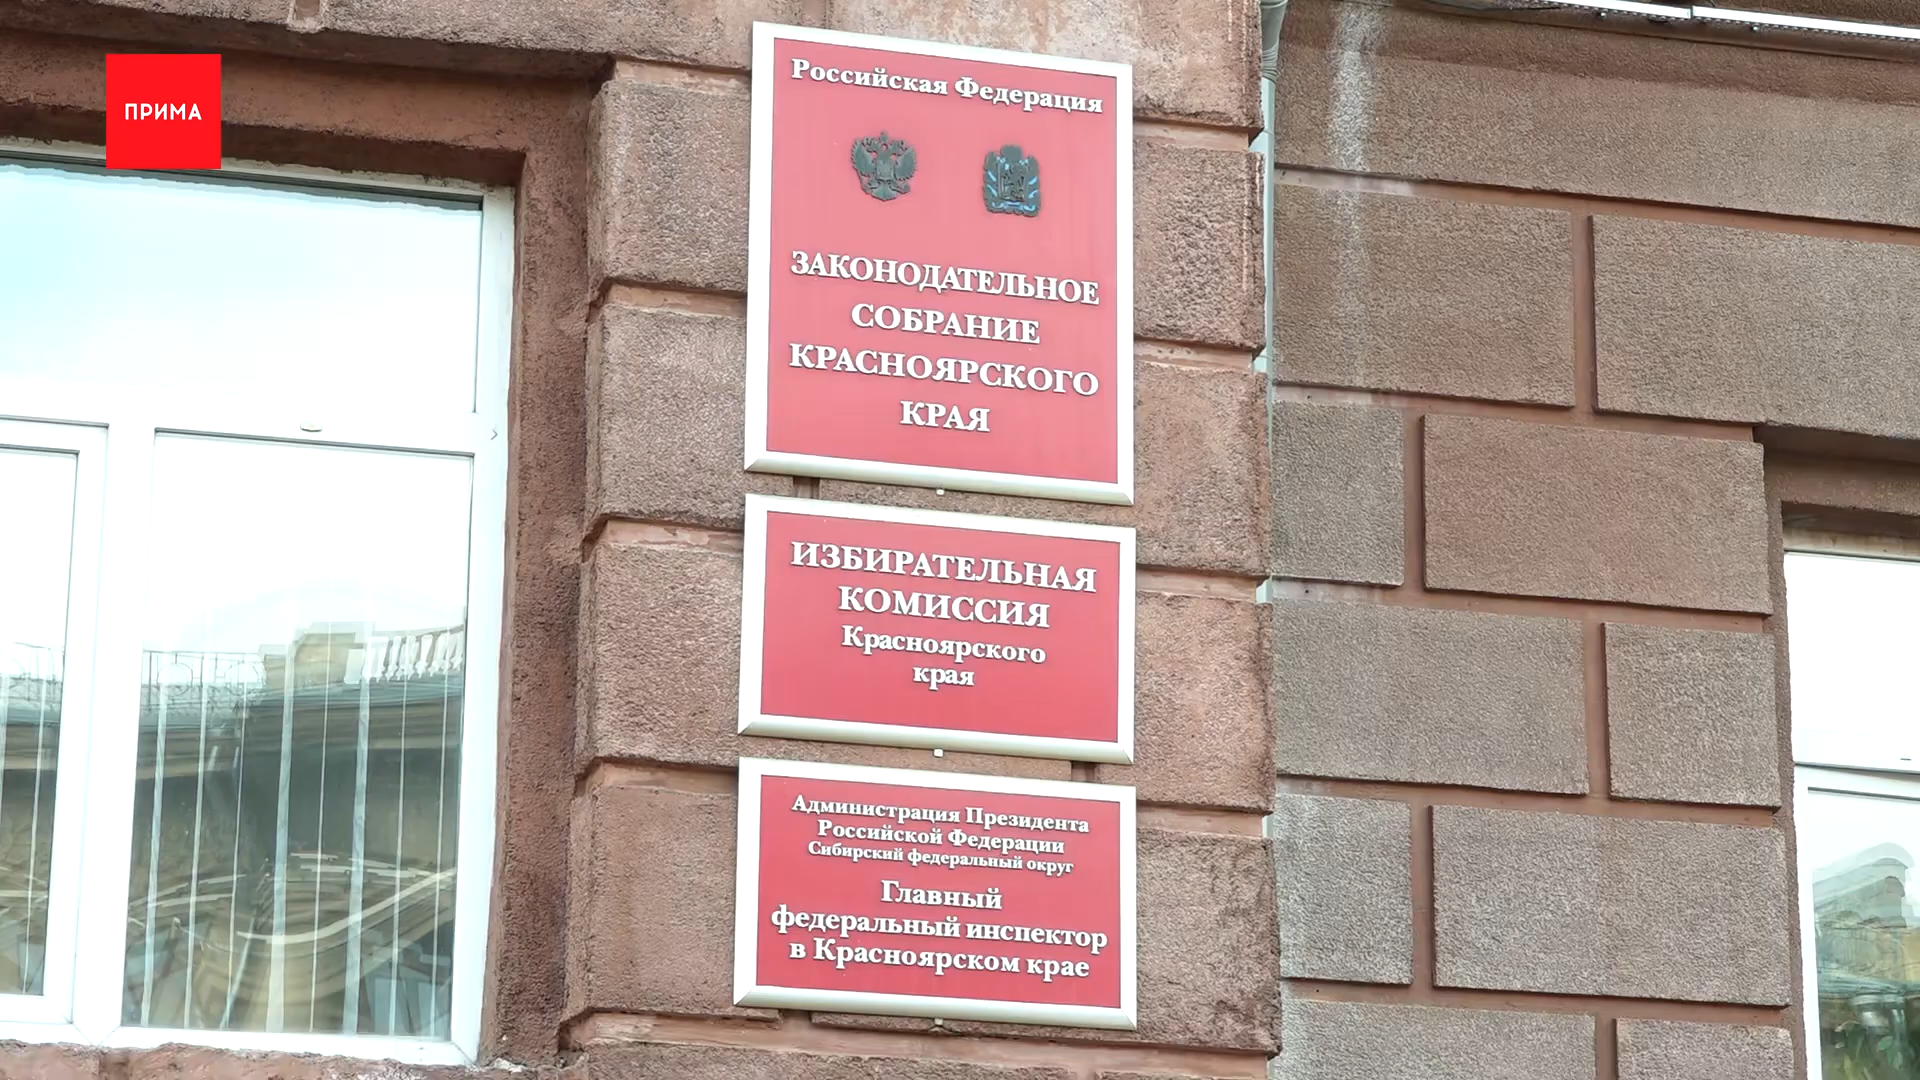 ПРИМА
Российская Федерация
ЗАКОНОДАТЕЛЬНОЕ
СОБРАНИЕ
КРАСНОЯРСКОГО
КРАЯ
ИЗБИРАТЕЛЬНАЯ
КОМИССИЯ
Красноярского
края
Администрация Президента
Российской Федерации
Сибирский федеральный округ
Главный
федеральный инспектор
в Красноярском крае